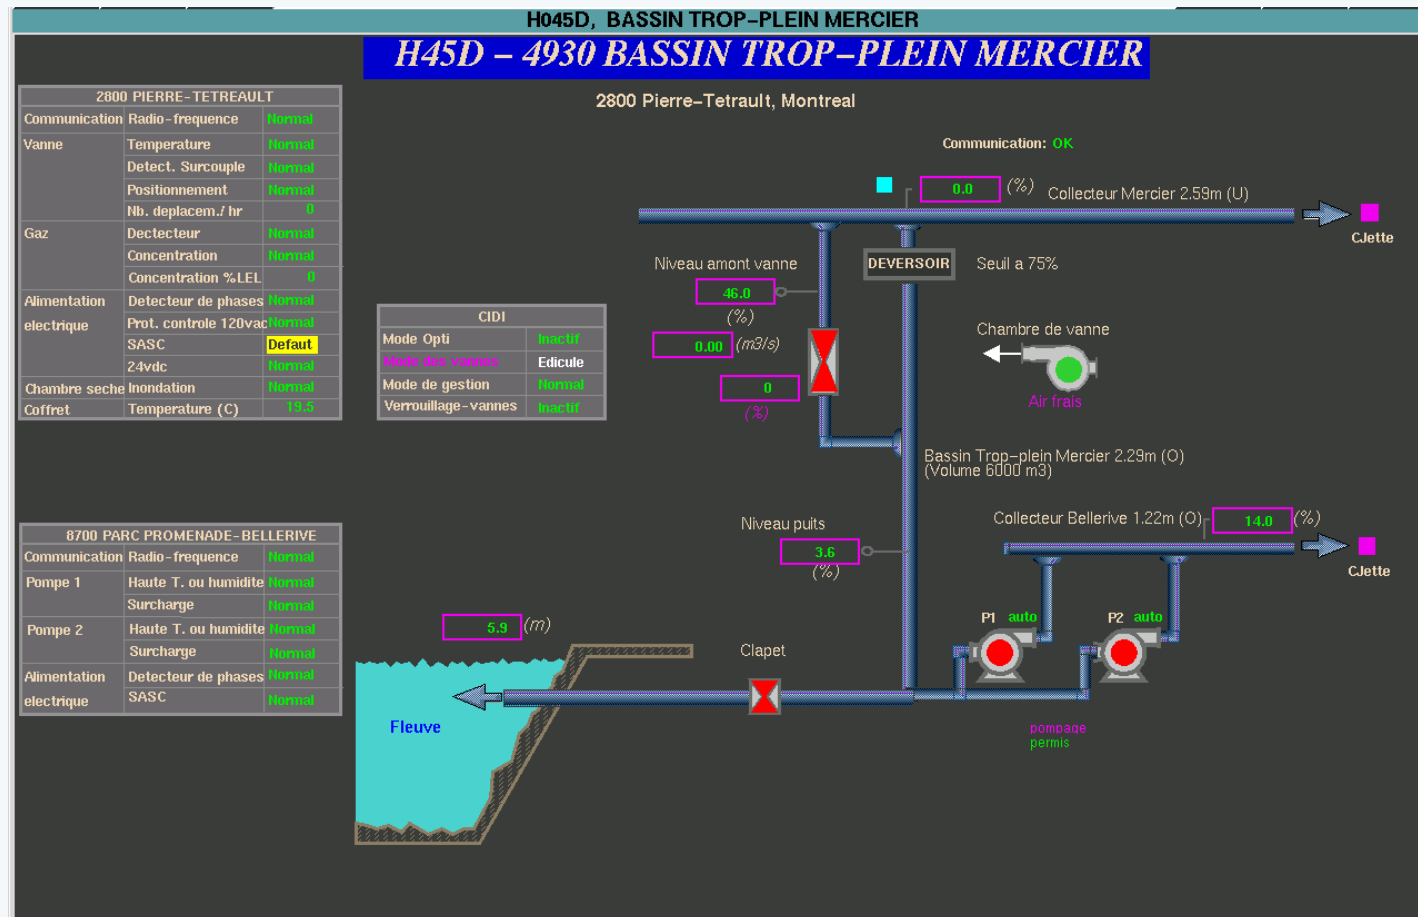 H045D, BASSIN TROP-PLEIN MERCIER
H45D - 4930 BASSIN TROP-PLEIN MERCIER
2800 Pierre-Tetrault, Montreal
2800 PIERRE-TETREAULT
Communication Radio-frequence Normal
Vanne Temperature Normal
Detect. Surcouple Normal
Positionnement Normal
Nb. deplacem./ hr 0
Gaz Dectecteur Normal
Concentration Normal
Concentration %LEL 0
Alimentation Detecteur de phases Normal
electrique Prot. controle 120vac Normal
SASC Defaut
24vdc Normal
Chambre seche Inondation Normal
Coffret Temperature (C) 19.5
CIDI
Mode Opti Inactif
Mode des vannes Edicule
Mode de gestion Normal
Verrouillage-vannes Inactif
Communication: OK
0.0 (%)
Collecteur Mercier 2.59m (U)
CJette
Niveau amont vanne
46.0
(%)
0.00 (m3/s)
0
(%)
DEVERSOIR
Seuil a 75%
Chambre de vanne
Air frais
Bassin Trop-plein Mercier 2.29m (O)
(Volume 6000 m3)
Collecteur Bellerive 1.22m (O) 14.0 (%)
CJette
Niveau puits
3.6
(%)
8700 PARC PROMENADE-BELLERIVE
Communication Radio-frequence Normal
Pompe 1 Haute T. ou humidite Normal
Surcharge Normal
Pompe 2 Haute T. ou humidite Normal
Surcharge Normal
Alimentation Detecteur de phases Normal
electrique SASC Normal
5.9 (m)
Clapet
Fleuve
P1 auto
P2 auto
pompage
permis